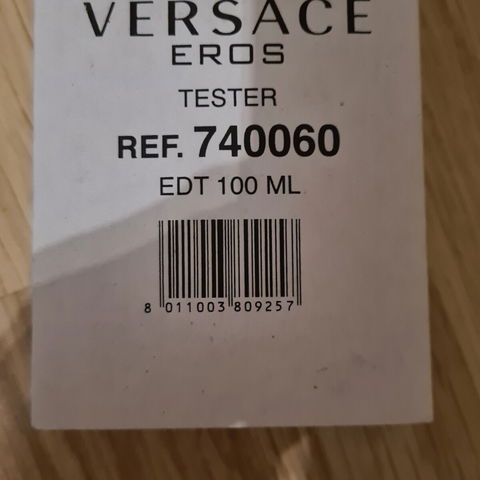 VERSACE
EROS
TESTER
REF. 740060
EDT 100 ML
8 011003 809257